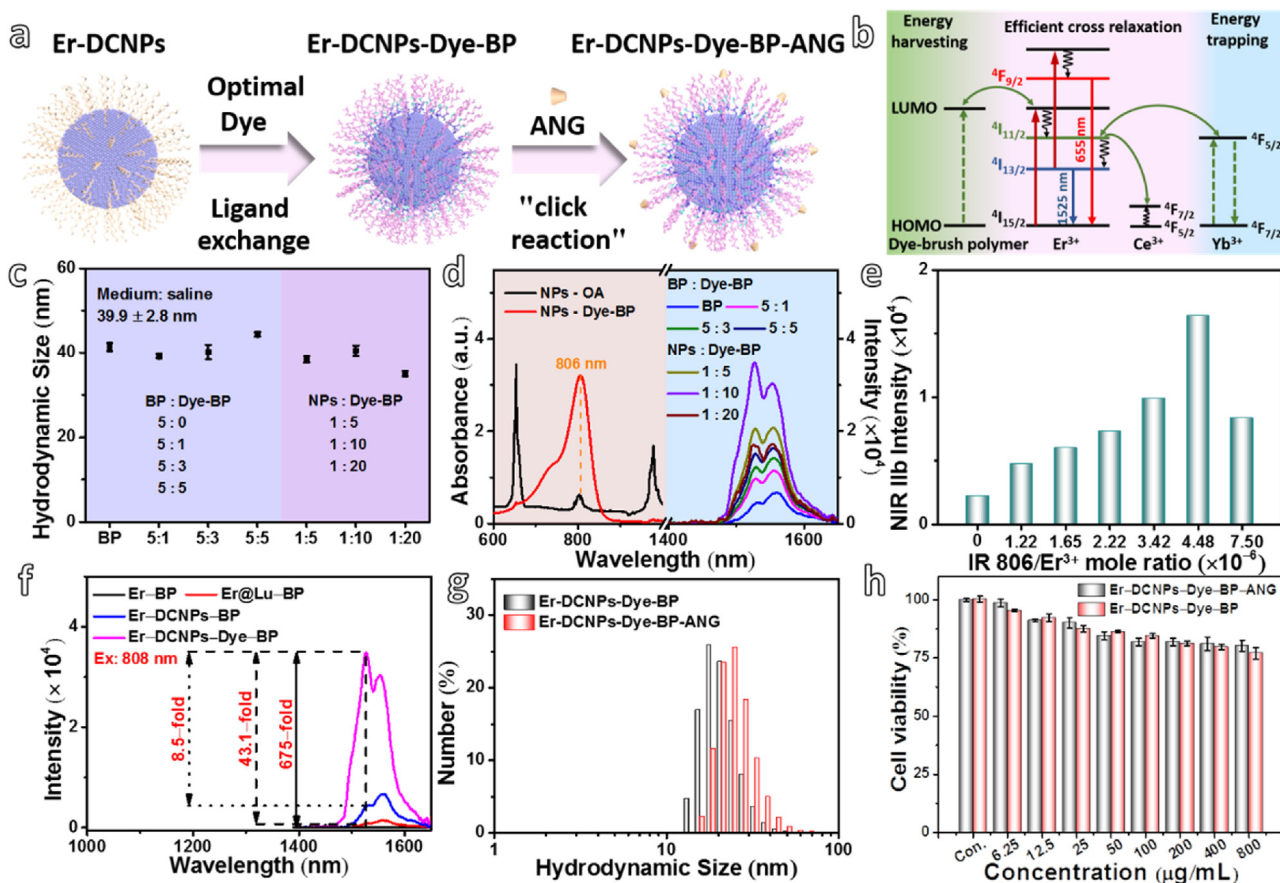 a
Er-DCNPs
Er-DCNPs-Dye-BP
Er-DCNPs-Dye-BP-ANG
Optimal
Dye
Ligand
exchange
ANG
"click
reaction"
b
Energy
harvesting
Efficient cross relaxation
Energy
trapping
LUMO
HOMO
Dye-brush polymer
⁴F₉/₂
⁴I₁₁/₂
⁴I₁₃/₂
⁴I₁₅/₂
1525 nm
655 nm
Er³⁺
⁴F₇/₂
⁴F₅/₂
Ce³⁺
⁴F₅/₂
⁴F₇/₂
Yb³⁺
c
Hydrodynamic Size (nm)
60
40
20
0
Medium: saline
39.9 ± 2.8 nm
BP : Dye-BP
5 : 0
5 : 1
5 : 3
5 : 5
NPs : Dye-BP
1 : 5
1 : 10
1 : 20
BP 5:1 5:3 5:5 1:5 1:10 1:20
d
Absorbance (a.u.)
4
2
0
NPs - OA
NPs - Dye-BP
806 nm
BP : Dye-BP
BP 5 : 1
5 : 3 5 : 5
NPs : Dye-BP
1 : 5
1 : 10
1 : 20
4
2
0
Intensity (×10⁴)
600 800 1400 1600
Wavelength (nm)
e
NIR IIb Intensity (×10⁴)
2
1
0
0 1.22 1.65 2.22 3.42 4.48 7.50
IR 806/Er³⁺ mole ratio (×10⁻⁶)
f
Intensity (× 10⁴)
4
2
0
Er–BP Er@Lu–BP
Er–DCNPs–BP
Er–DCNPs–Dye–BP
Ex: 808 nm
8.5–fold
43.1–fold
675–fold
1000 1200 1400 1600
Wavelength (nm)
g
Number (%)
30
20
10
0
Er-DCNPs-Dye-BP
Er-DCNPs-Dye-BP-ANG
1 10 100
Hydrodynamic Size (nm)
h
Cell viability (%)
100
75
50
25
0
Er-DCNPs-Dye-BP-ANG
Er-DCNPs-Dye-BP
Con. 6.25 12.5 25 50 100 200 400 800
Concentration (μg/mL)